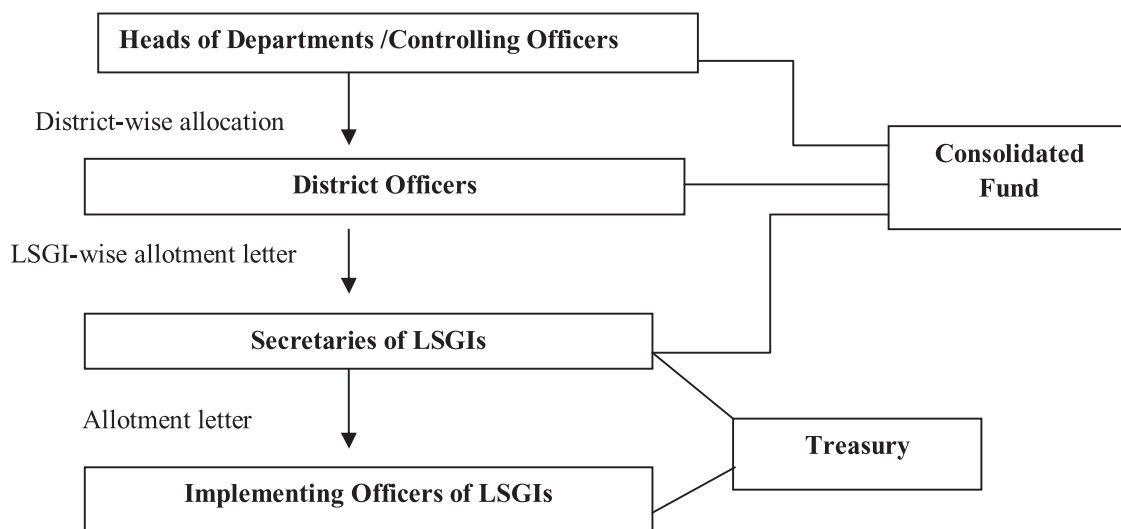 Heads of Departments /Controlling Officers
District-wise allocation
Consolidated
Fund
District Officers
LSGI-wise allotment letter
Secretaries of LSGIs
Allotment letter
Treasury
Implementing Officers of LSGIs